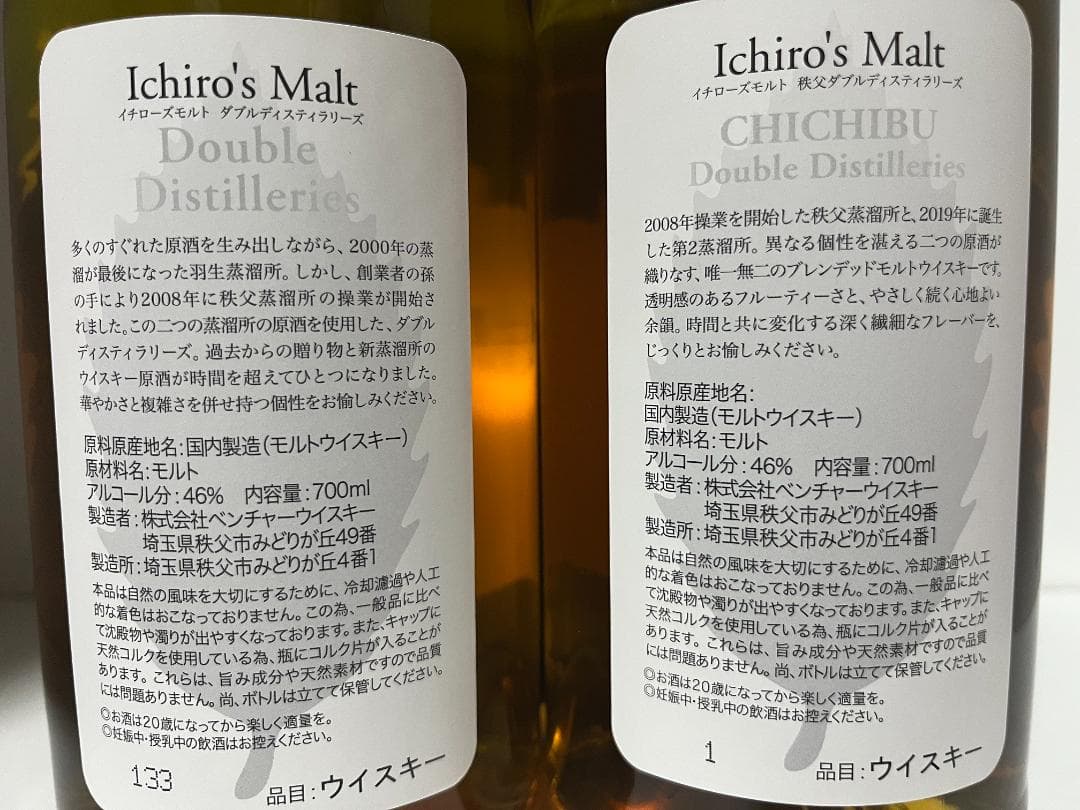 Ichiro's Malt
イチローズモルト ダブルディスティラリーズ
Double
Distilleries
多くのすぐれた原酒を生み出しながら、2000年の蒸
溜が最後になった羽生蒸溜所。しかし、創業者の孫
の手により2008年に秩父蒸溜所の操業が開始さ
れました。この二つの蒸溜所の原酒を使用した、ダブル
ディスティラリーズ。過去からの贈り物と新蒸溜所の
ウイスキー原酒が時間を超えてひとつになりました。
華やかさと複雑さを併せ持つ個性をお愉しみください。
原料原産地名:国内製造(モルトウイスキー)
原材料名:モルト
アルコール分:46% 内容量:700ml
製造者:株式会社ベンチャーウイスキー
埼玉県秩父市みどりが丘49番
製造所:埼玉県秩父市みどりが丘4番1
本品は自然の風味を大切にするために、冷却濾過や人工
的な着色はおこなっておりません。この為、一般品に比べ
て沈殿物や濁りが出やすくなっております。また、キャップに
天然コルクを使用している為、瓶にコルク片が入ることが
あります。これらは、旨み成分や天然素材ですので品質
には問題ありません。尚、ボトルは立てて保管してください。
◎お酒は20歳になってから楽しく適量を。
◎妊娠中・授乳中の飲酒はお控えください。
133
品目:ウイスキー
Ichiro's Malt
イチローズモルト 秩父ダブルディスティラリーズ
CHICHIBU
Double Distilleries
2008年操業を開始した秩父蒸溜所と、2019年に誕生
した第2蒸溜所。異なる個性を湛える二つの原酒が
織りなす、唯一無二のブレンデッドモルトウイスキーです。
透明感のあるフルーティーさと、やさしく続く心地よい
余韻。時間と共に変化する深く繊細なフレーバーを、
じっくりとお愉しみください。
原料原産地名:
国内製造(モルトウイスキー)
原材料名:モルト
アルコール分:46% 内容量:700ml
製造者:株式会社ベンチャーウイスキー
埼玉県秩父市みどりが丘49番
製造所:埼玉県秩父市みどりが丘4番1
本品は自然の風味を大切にするために、冷却濾過や人工
的な着色はおこなっておりません。この為、一般品に比べ
て沈殿物や濁りが出やすくなっております。また、キャップに
天然コルクを使用している為、瓶にコルク片が入ることが
あります。これらは、旨み成分や天然素材ですので品質
には問題ありません。尚、ボトルは立てて保管してください。
◎お酒は20歳になってから楽しく適量を。
◎妊娠中・授乳中の飲酒はお控えください。
1
品目:ウイスキー